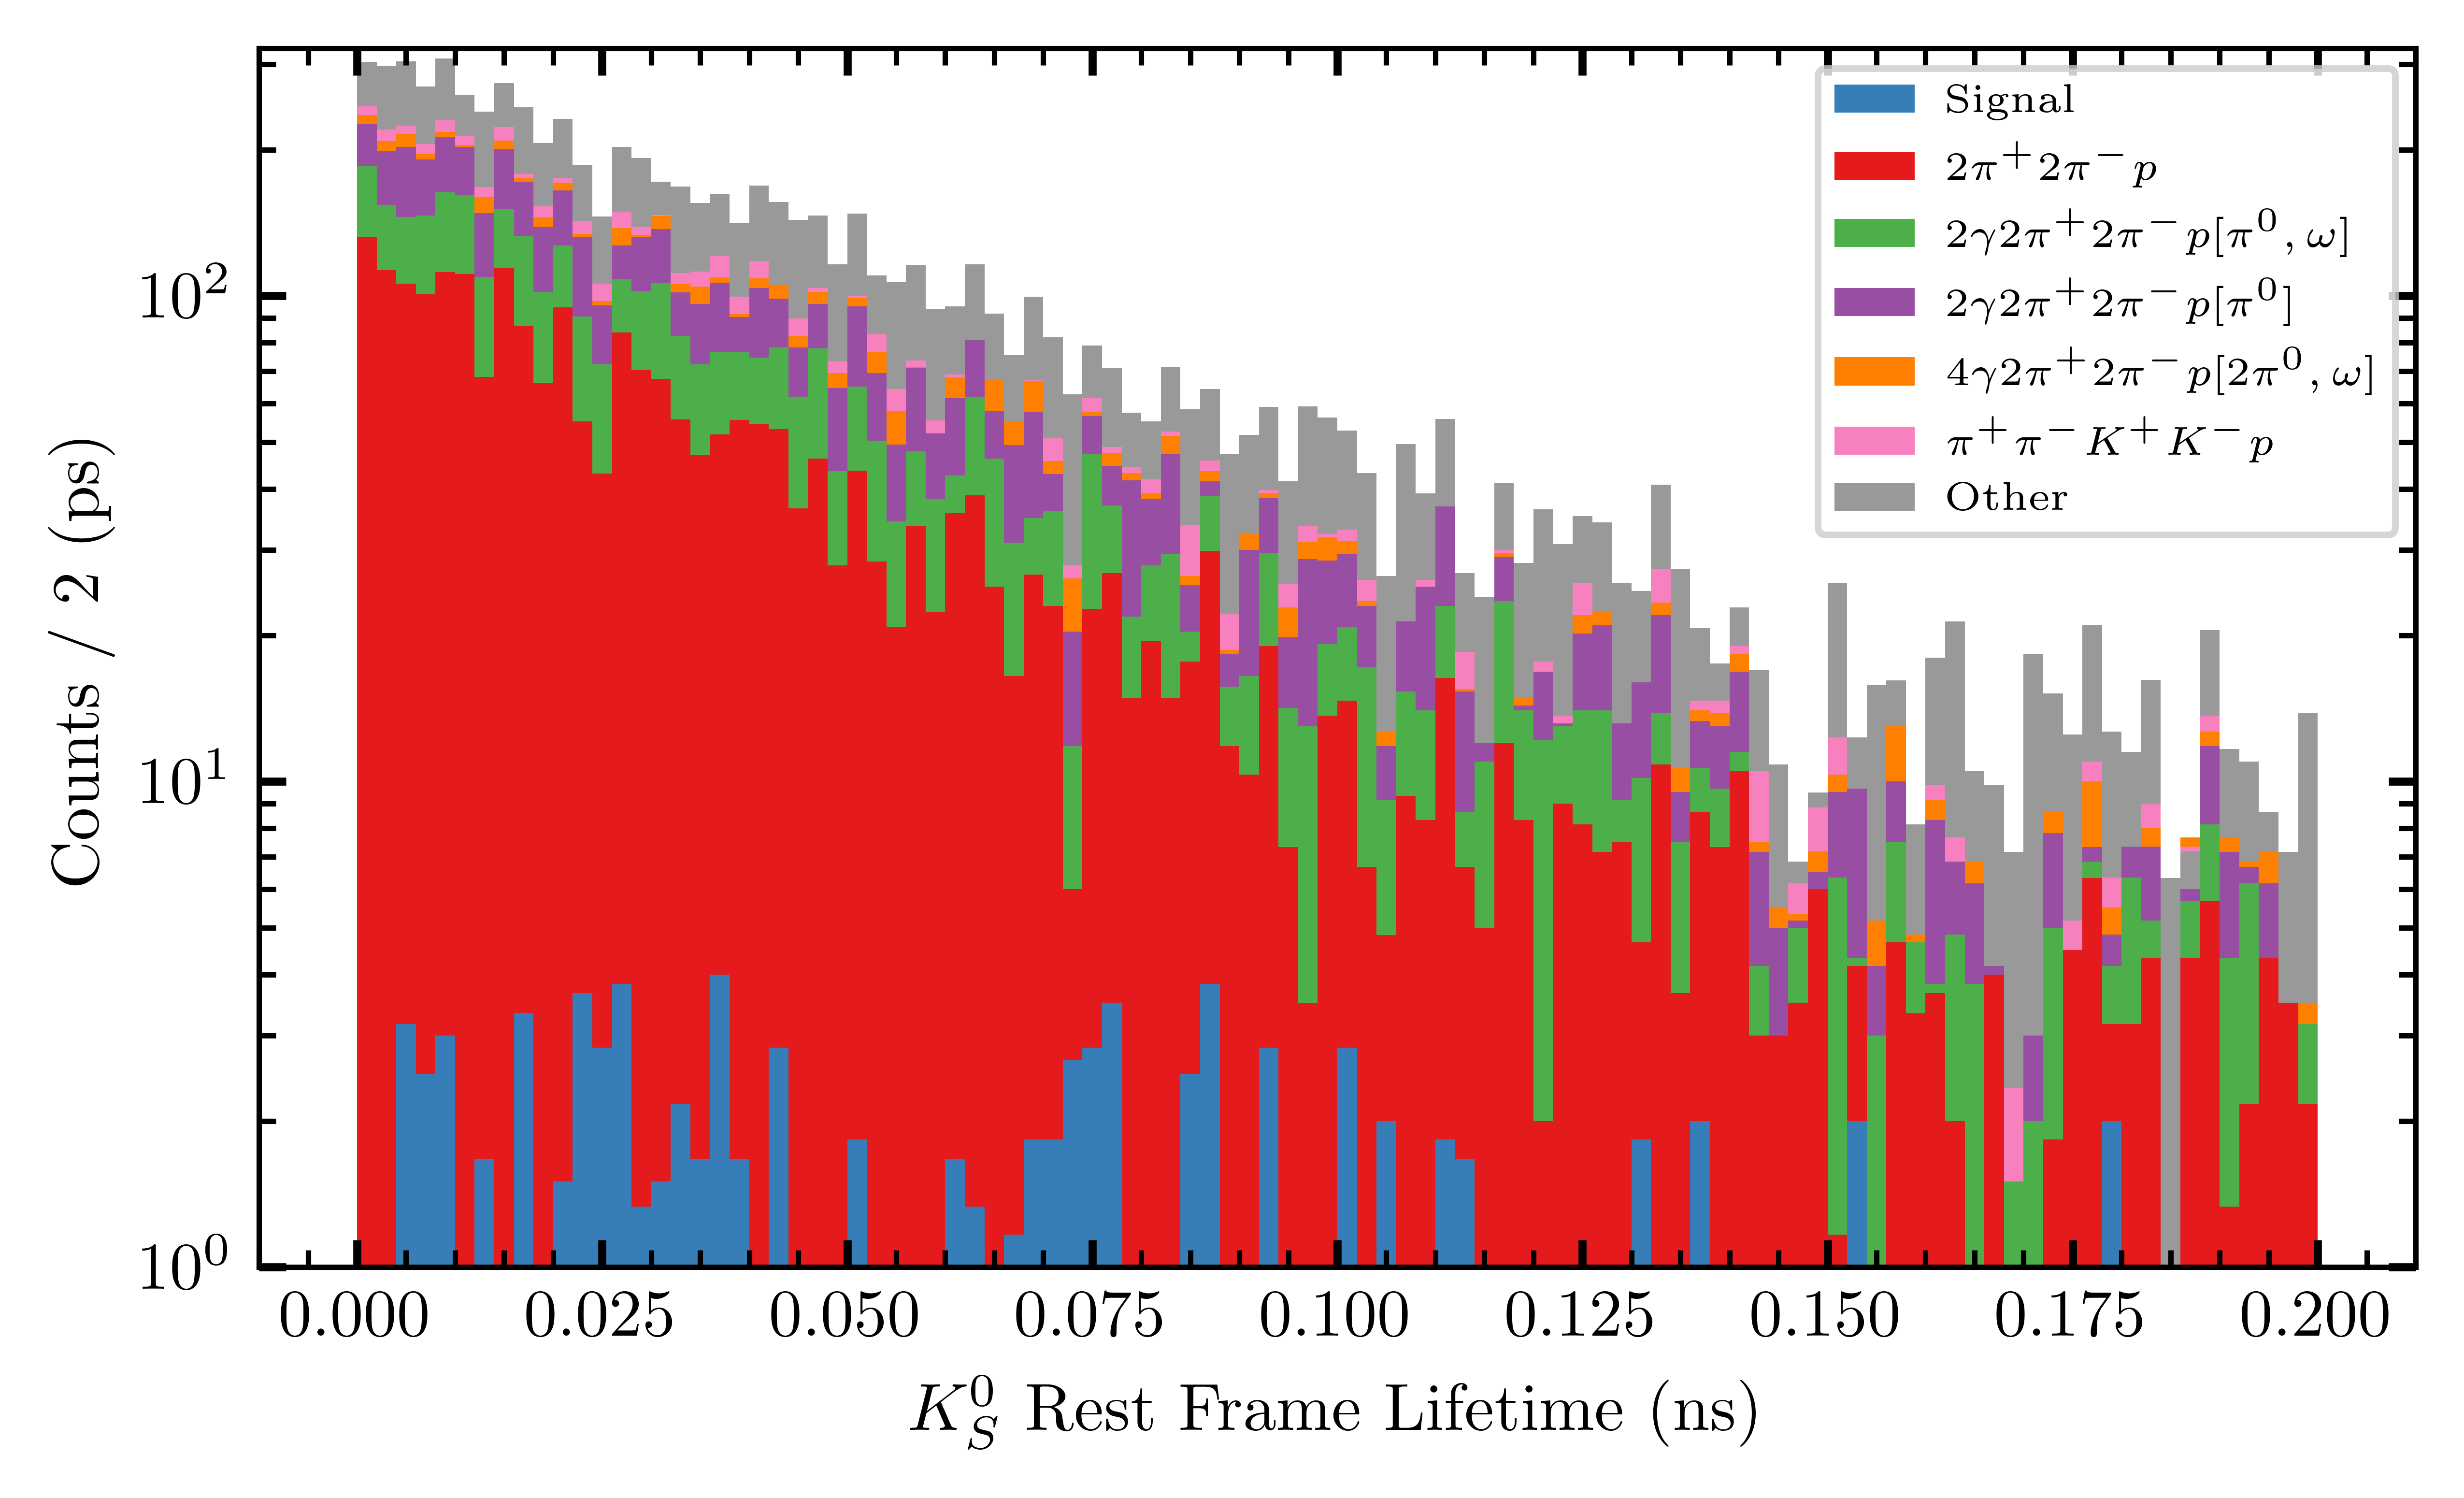 Counts / 2 (ps)
10²
10¹
10⁰
Signal
2π⁺2π⁻p
2γ2π⁺2π⁻p[π⁰, ω]
2γ2π⁺2π⁻p[π⁰]
4γ2π⁺2π⁻p[2π⁰, ω]
π⁺π⁻K⁺K⁻p
Other
0.000 0.025 0.050 0.075 0.100 0.125 0.150 0.175 0.200
K_S^0 Rest Frame Lifetime (ns)